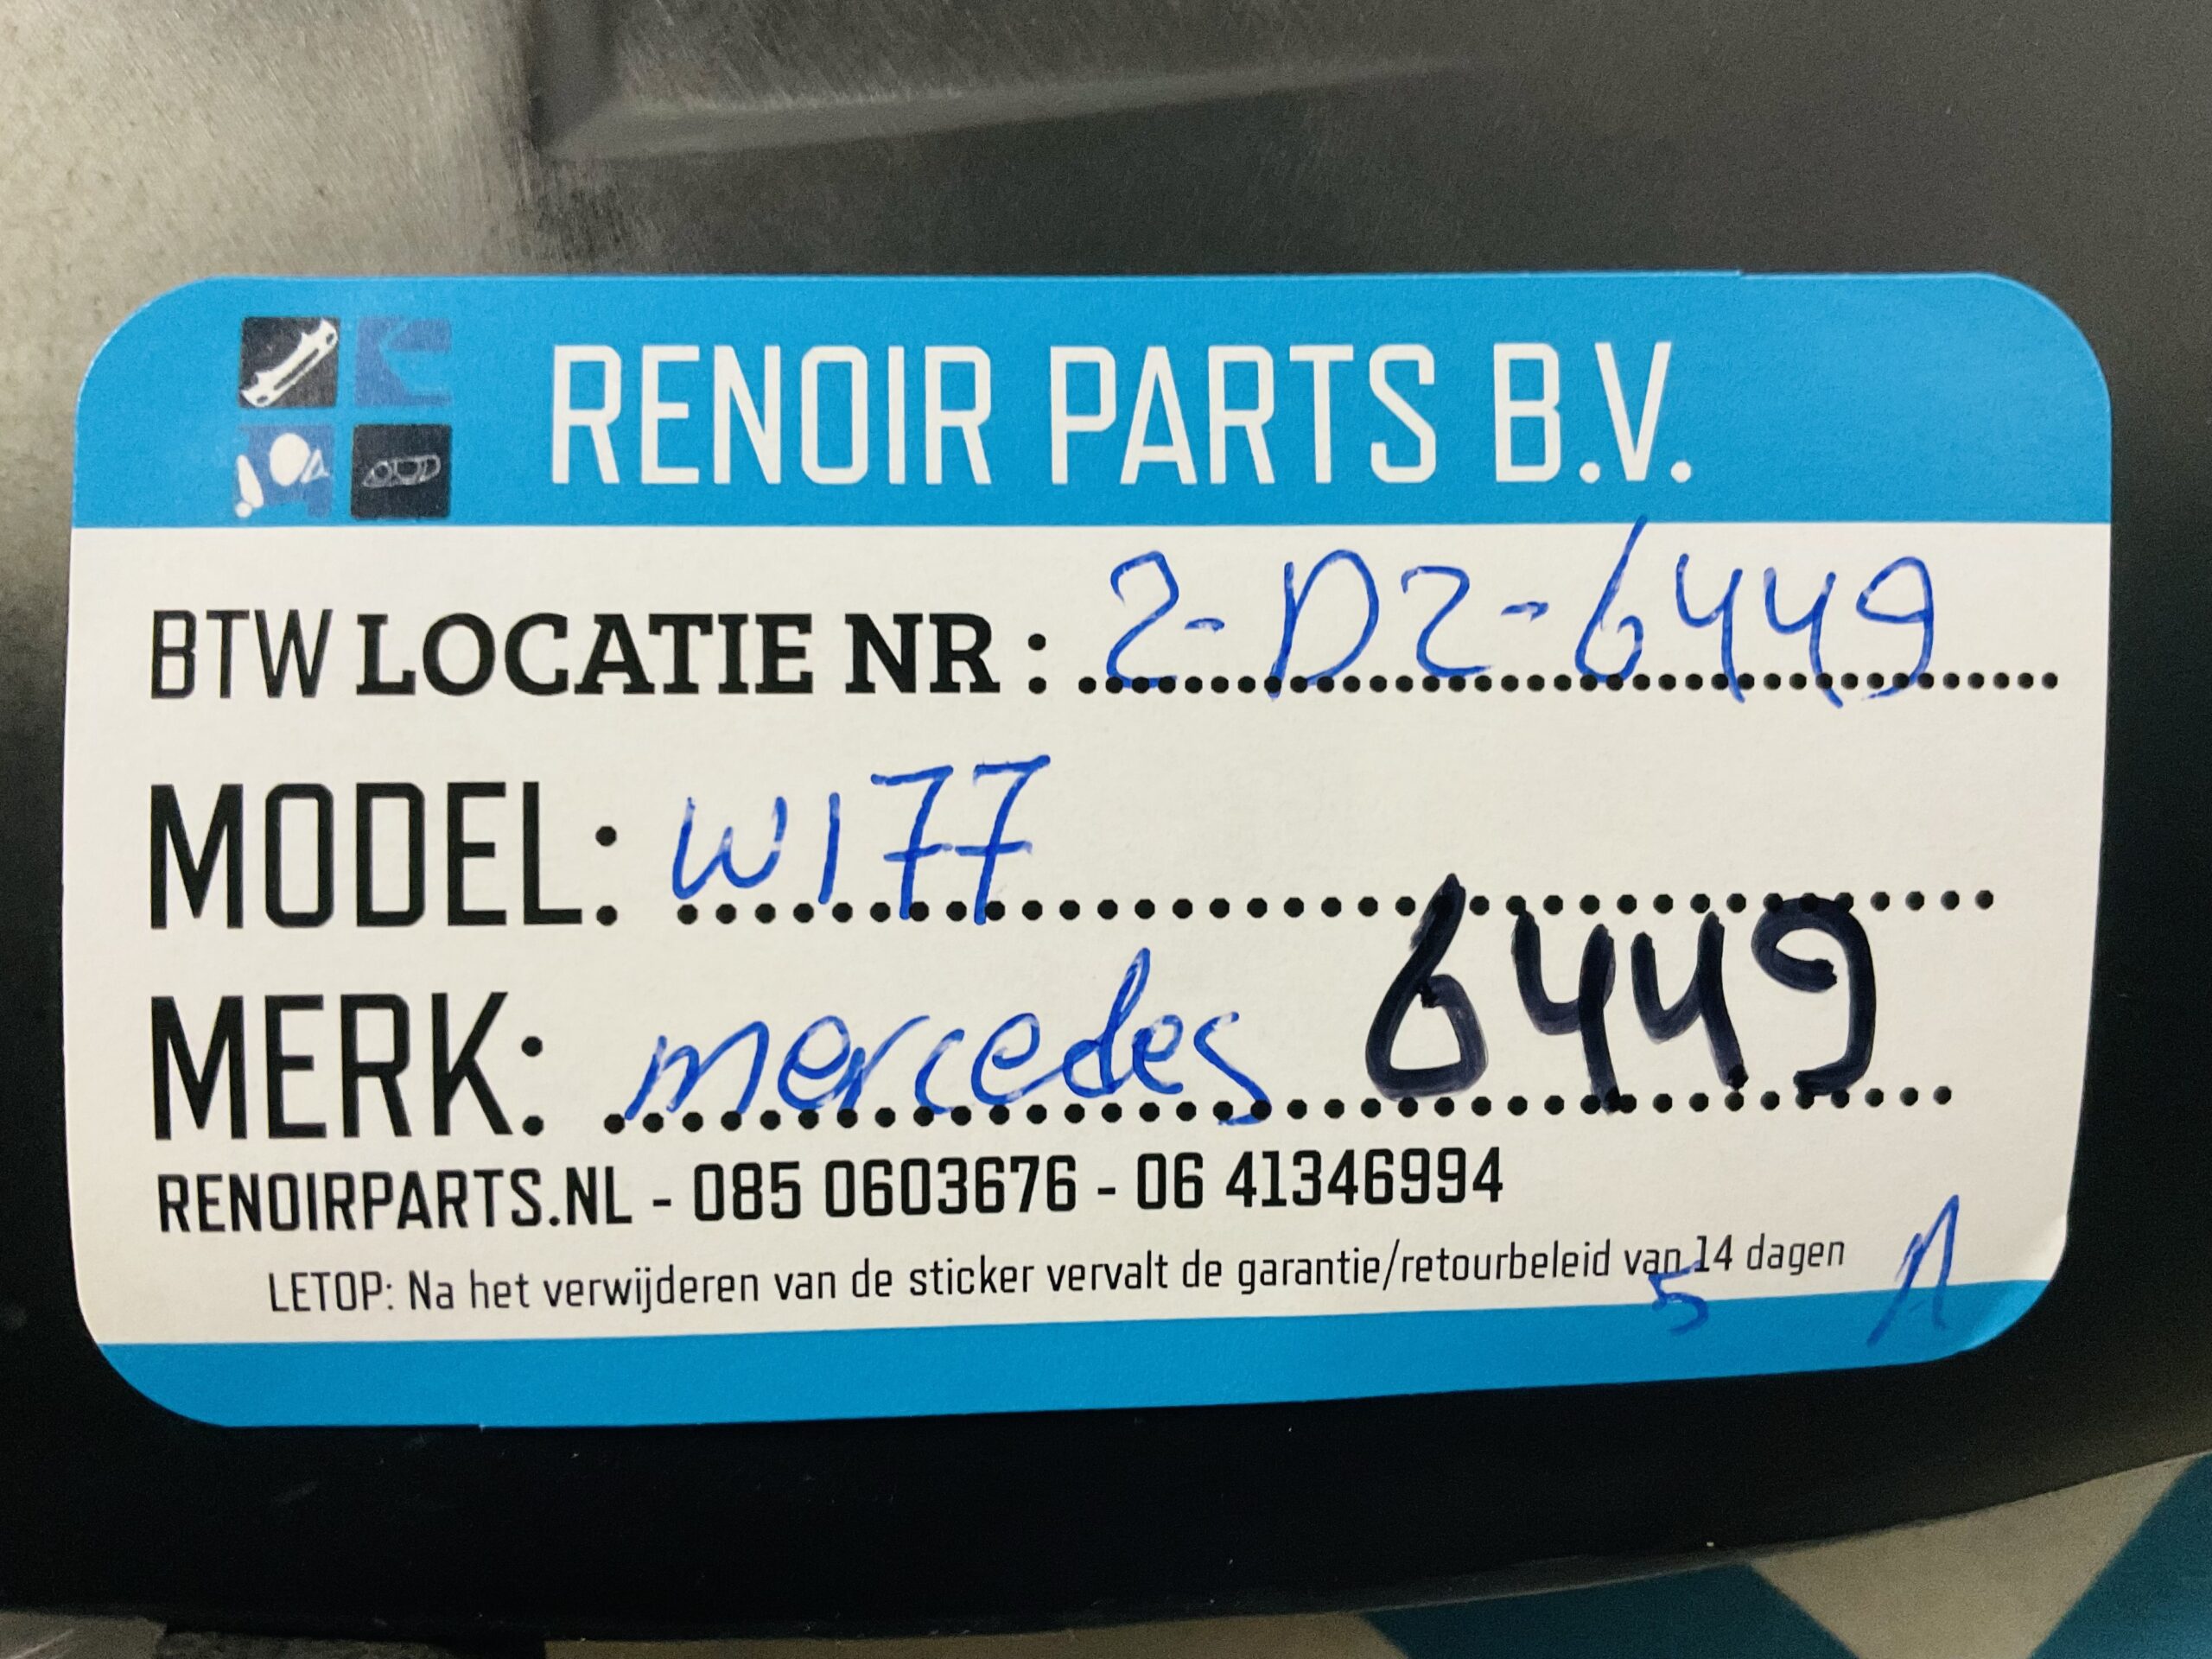 RENOIR PARTS B.V.
BTW LOCATIE NR : 2-D2-6449
MODEL: W177
MERK: mercedes 6449
RENOIRPARTS.NL - 085 0603676 - 06 41346994
LETOP: Na het verwijderen van de sticker vervalt de garantie/retourbeleid van 14 dagen
5